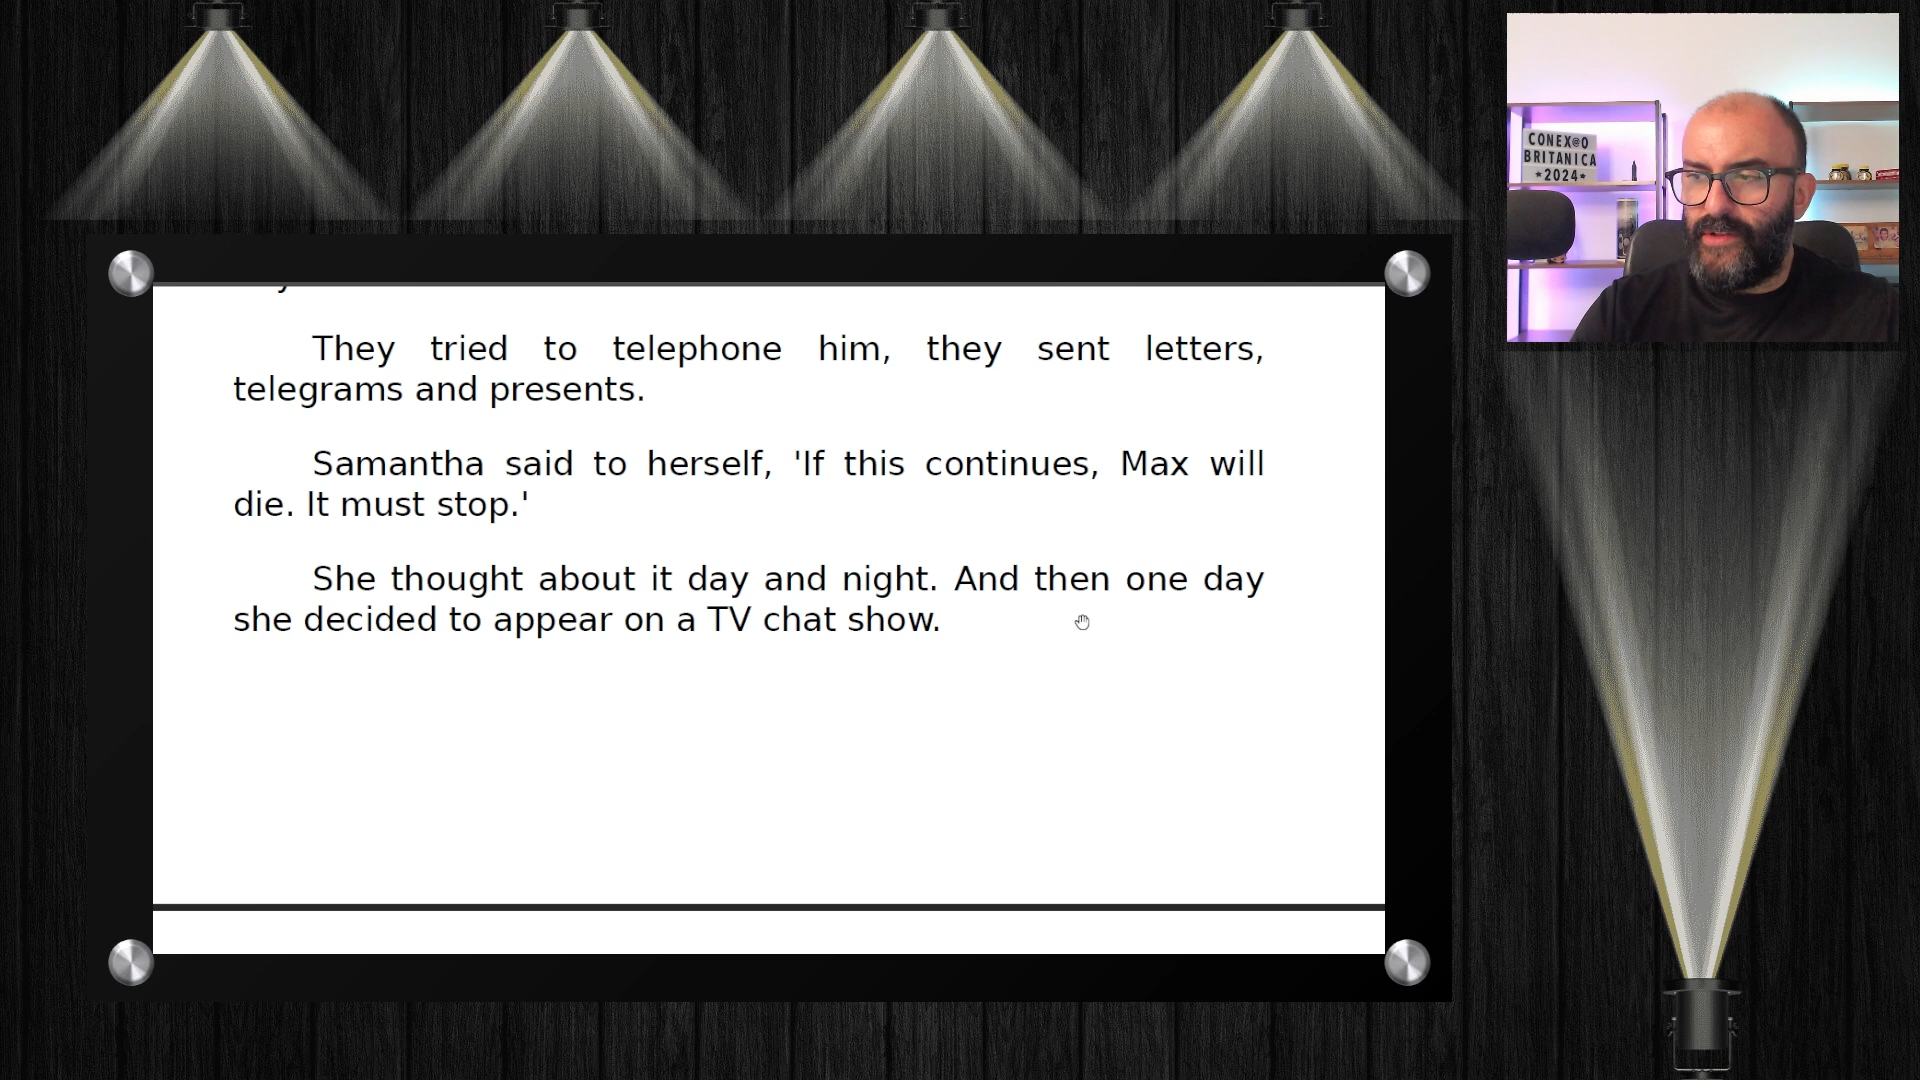 They tried to telephone him, they sent letters,
telegrams and presents.
Samantha said to herself, 'If this continues, Max will
die. It must stop.'
She thought about it day and night. And then one day
she decided to appear on a TV chat show.
CONEX@O
BRITANICA
*2024*